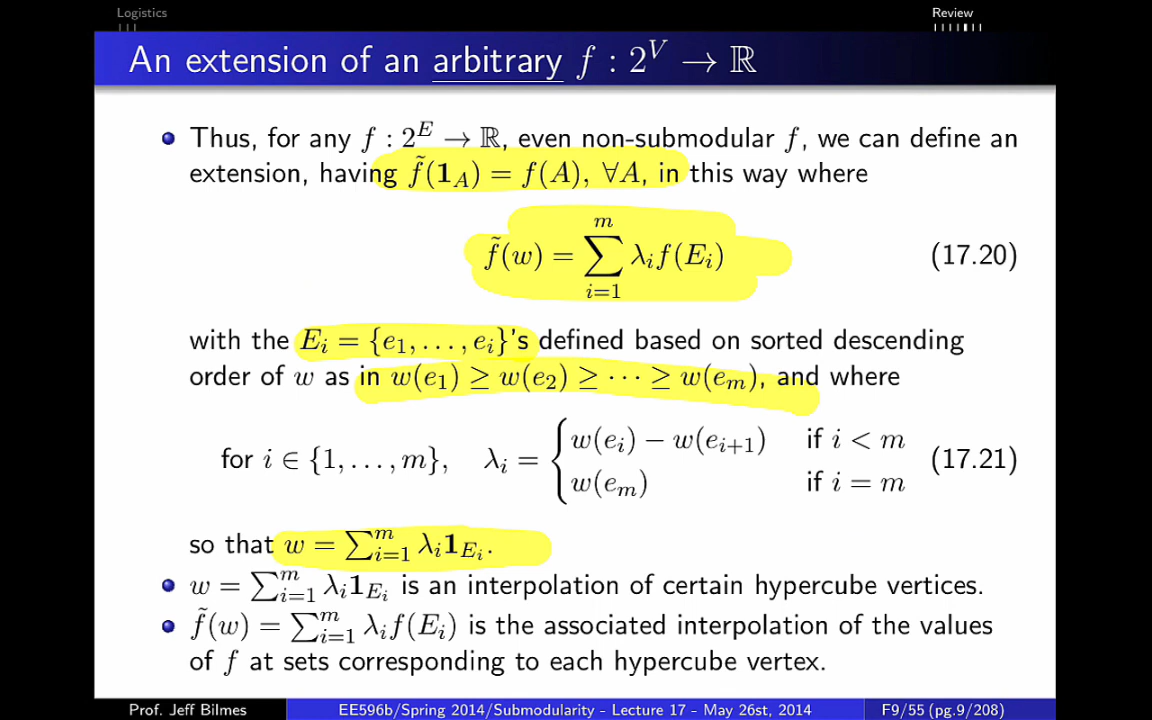 Logistics Review
An extension of an arbitrary f : 2^V → ℝ
Thus, for any f : 2^E → ℝ, even non-submodular f, we can define an
extension, having f̃(𝟏_A) = f(A), ∀A, in this way where
f̃(w) = ∑_{i=1}^{m} λ_i f(E_i) (17.20)
with the E_i = {e_1, . . . , e_i}'s defined based on sorted descending
order of w as in w(e_1) ≥ w(e_2) ≥ ··· ≥ w(e_m), and where
for i ∈ {1, . . . , m}, λ_i = { w(e_i) − w(e_{i+1}) if i < m
w(e_m) if i = m (17.21)
so that w = ∑_{i=1}^{m} λ_i 𝟏_{E_i}.
w = ∑_{i=1}^{m} λ_i 𝟏_{E_i} is an interpolation of certain hypercube vertices.
f̃(w) = ∑_{i=1}^{m} λ_i f(E_i) is the associated interpolation of the values
of f at sets corresponding to each hypercube vertex.
Prof. Jeff Bilmes EE596b/Spring 2014/Submodularity - Lecture 17 - May 26st, 2014 F9/55 (pg.9/208)